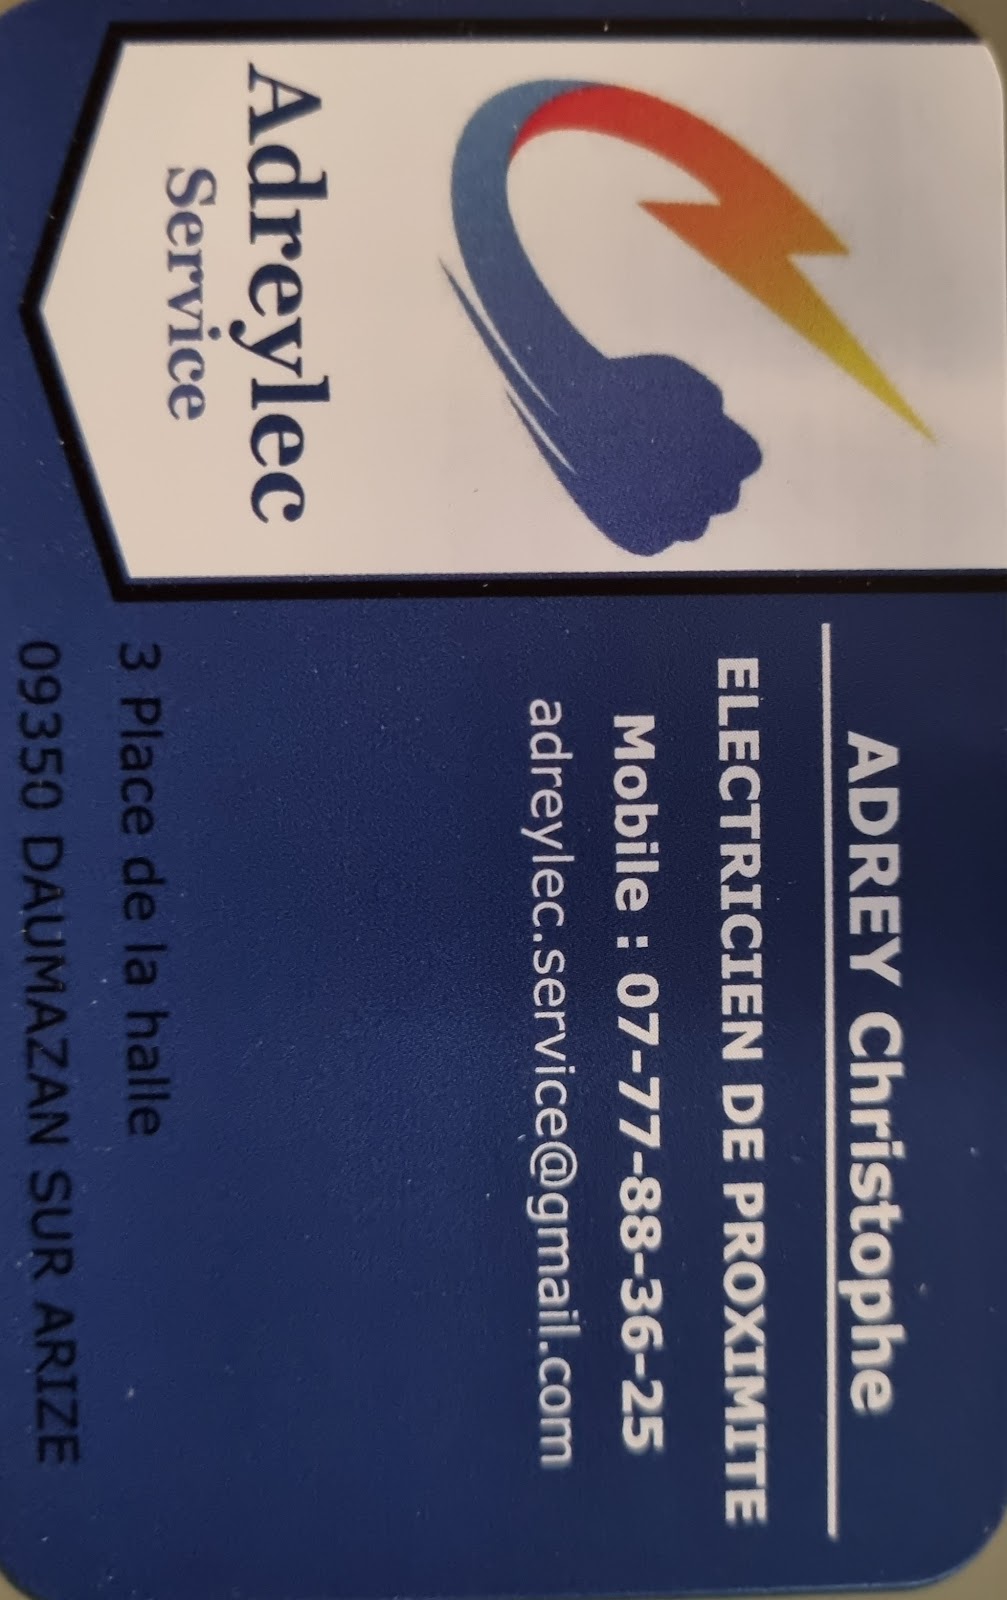 Adreylec
Service
ADREY Christophe
ELECTRICIEN DE PROXIMITE
Mobile : 07-77-88-36-25
adreylec.service@gmail.com
3 Place de la halle
09350 DAUMAZAN SUR ARIZE